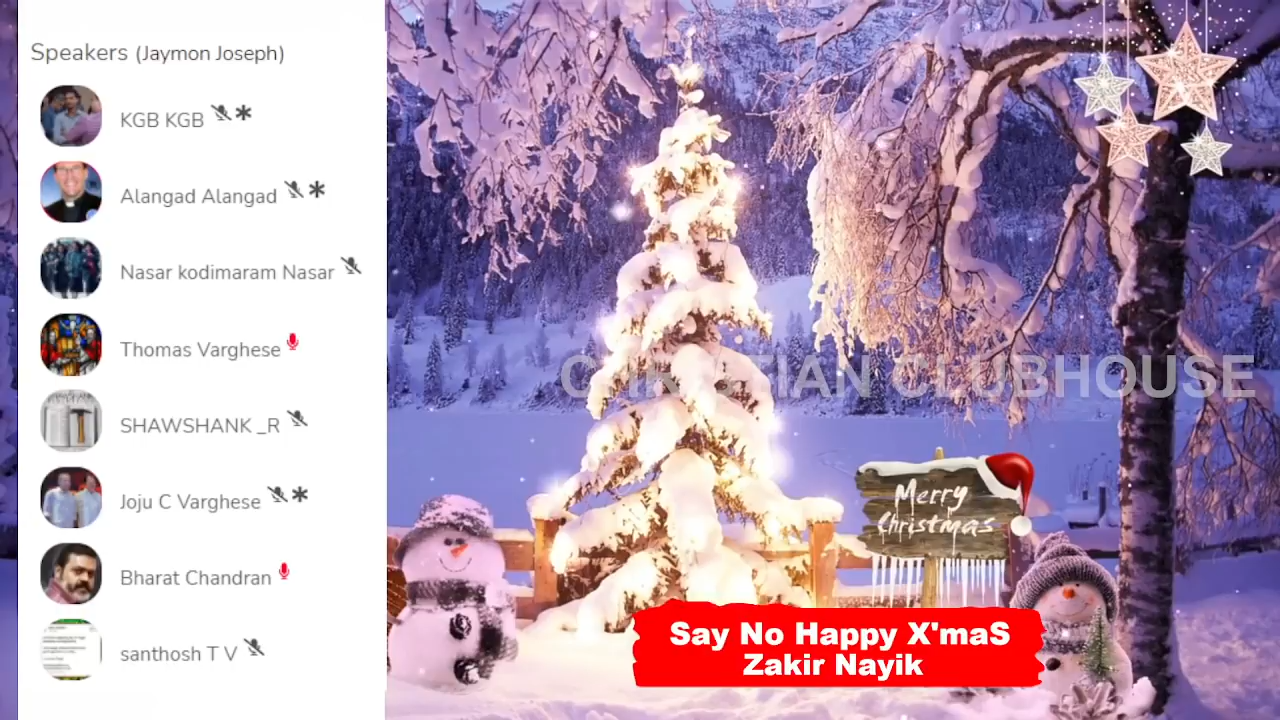 Speakers (Jaymon Joseph)
KGB KGB
Alangad Alangad
Nasar kodimaram Nasar
Thomas Varghese
SHAWSHANK _R
Joju C Varghese
Bharat Chandran
santhosh T V
CHRISTIAN CLUBHOUSE
Merry
Christmas
Say No Happy X'maS
Zakir Nayik